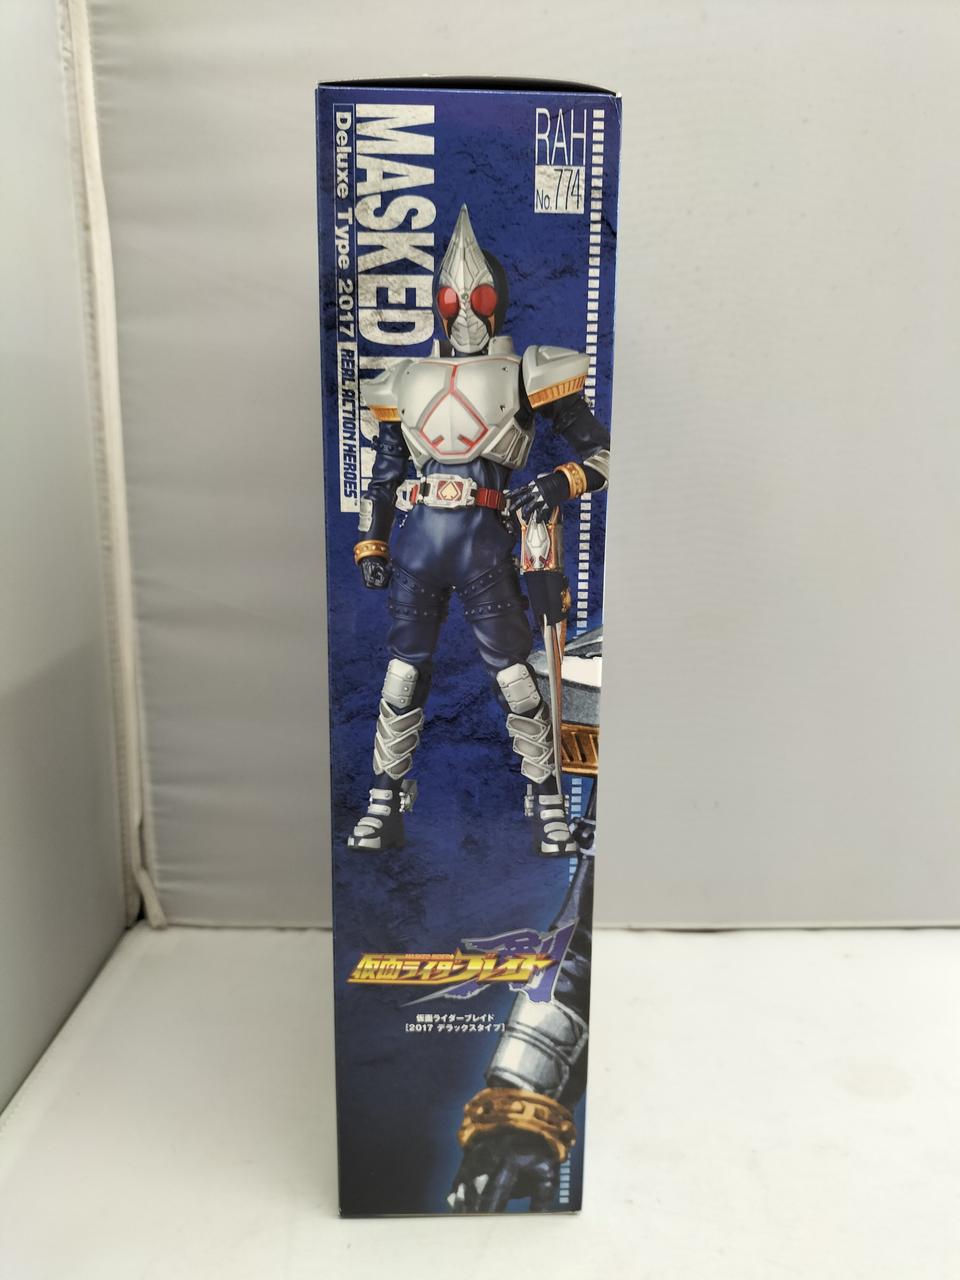 RAH
No.774
MASKED
Deluxe Type 2017 REAL ACTION HEROES
仮面ライダーブレイド
仮面ライダーブレイド
[2017 デラックスタイプ]